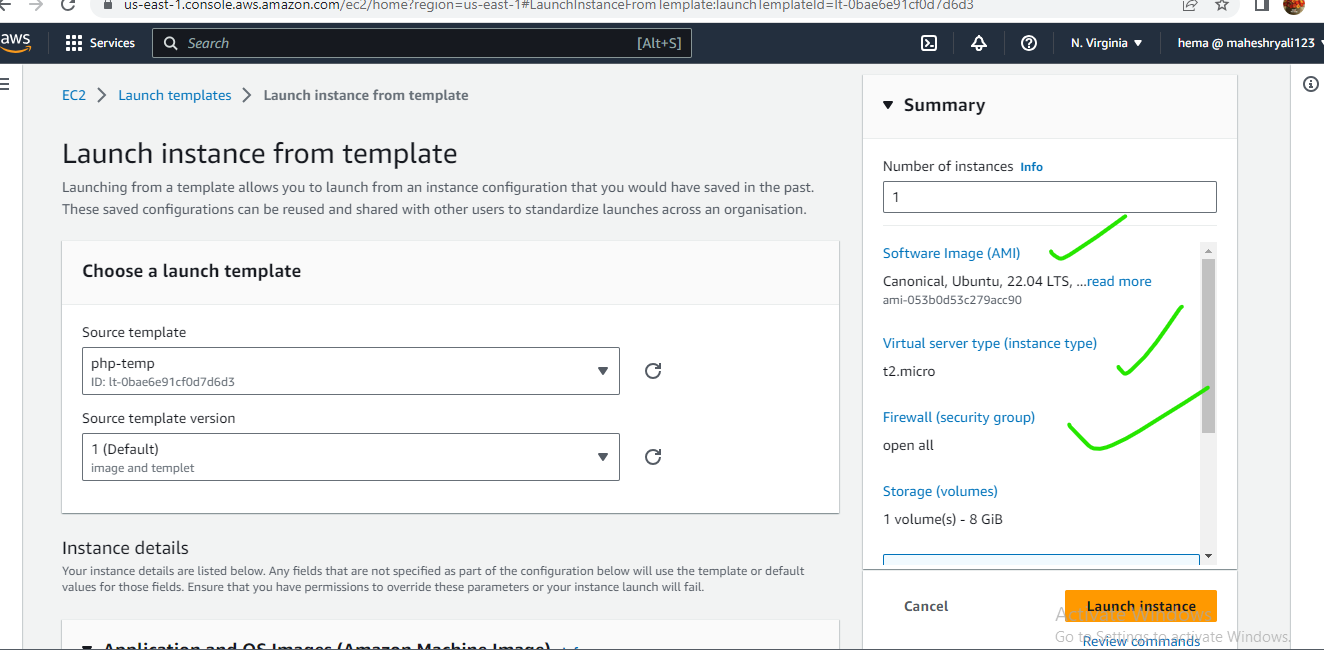 us-east-1.console.aws.amazon.com/ec2/home?region=us-east-1#LaunchInstanceFromTemplate:launchTemplateId=lt-0bae6e91cf0d7d6d3
aws
Services
Search
[Alt+S]
N. Virginia
hema @ maheshryali123
EC2
Launch templates
Launch instance from template
Launch instance from template
Launching from a template allows you to launch from an instance configuration that you would have saved in the past.
These saved configurations can be reused and shared with other users to standardize launches across an organisation.
Choose a launch template
Source template
php-temp
ID: lt-0bae6e91cf0d7d6d3
Source template version
1 (Default)
image and templet
Instance details
Your instance details are listed below. Any fields that are not specified as part of the configuration below will use the template or default
values for those fields. Ensure that you have permissions to override these parameters or your instance launch will fail.
Application and OS Images (Amazon Machine Image)
Summary
Number of instances Info
1
Software Image (AMI)
Canonical, Ubuntu, 22.04 LTS, ...read more
ami-053b0d53c279acc90
Virtual server type (instance type)
t2.micro
Firewall (security group)
open all
Storage (volumes)
1 volume(s) - 8 GiB
Cancel
Launch instance
Go to Settings to activate Windows.
Review commands